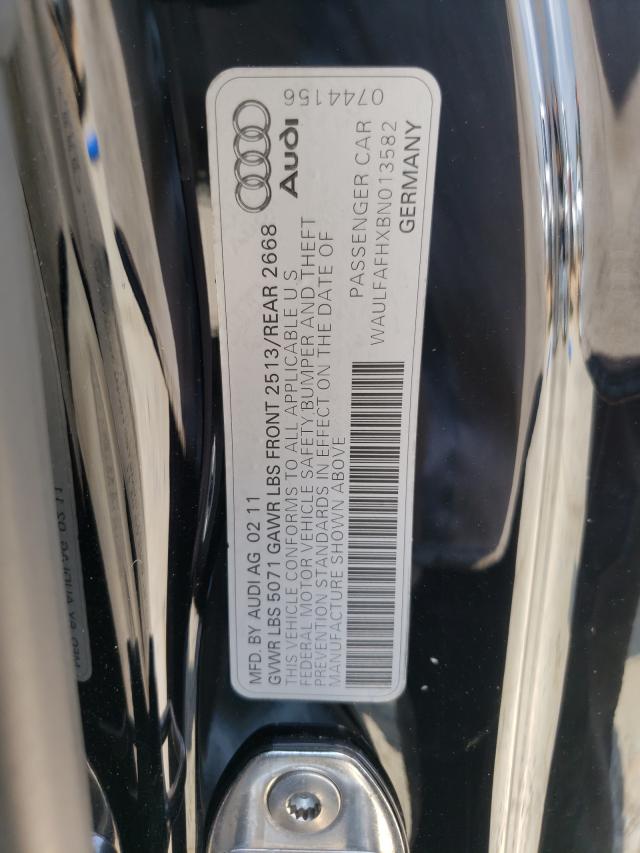 MFD. BY AUDI AG 02 11
GVWR LBS 5071 GAWR LBS FRONT 2513/REAR 2668
THIS VEHICLE CONFORMS TO ALL APPLICABLE U S
FEDERAL MOTOR VEHICLE SAFETY BUMPER AND THEFT
PREVENTION STANDARDS IN EFFECT ON THE DATE OF
MANUFACTURE SHOWN ABOVE
Audi
PASSENGER CAR
WAULFAFHXBN013582
GERMANY
0744156